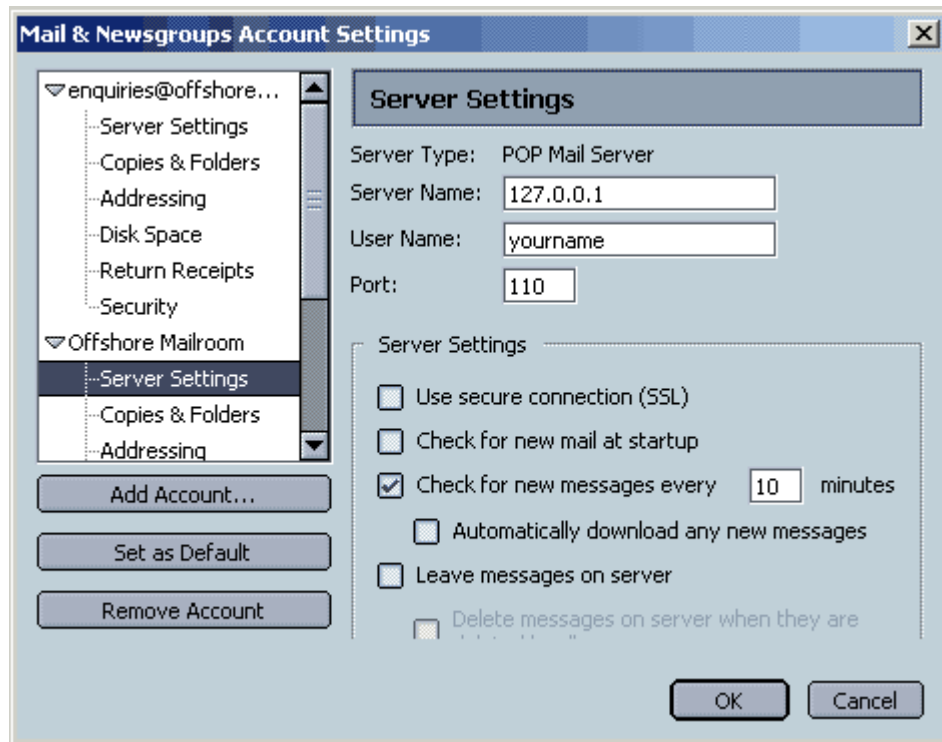 Mail & Newsgroups Account Settings
enquiries@offshore...
Server Settings
Copies & Folders
Addressing
Disk Space
Return Receipts
Security
Offshore Mailroom
Server Settings
Copies & Folders
Addressing
Add Account...
Set as Default
Remove Account
Server Settings
Server Type: POP Mail Server
Server Name: 127.0.0.1
User Name: yourname
Port: 110
Server Settings
Use secure connection (SSL)
Check for new mail at startup
Check for new messages every 10 minutes
Automatically download any new messages
Leave messages on server
Delete messages on server when they are
OK Cancel